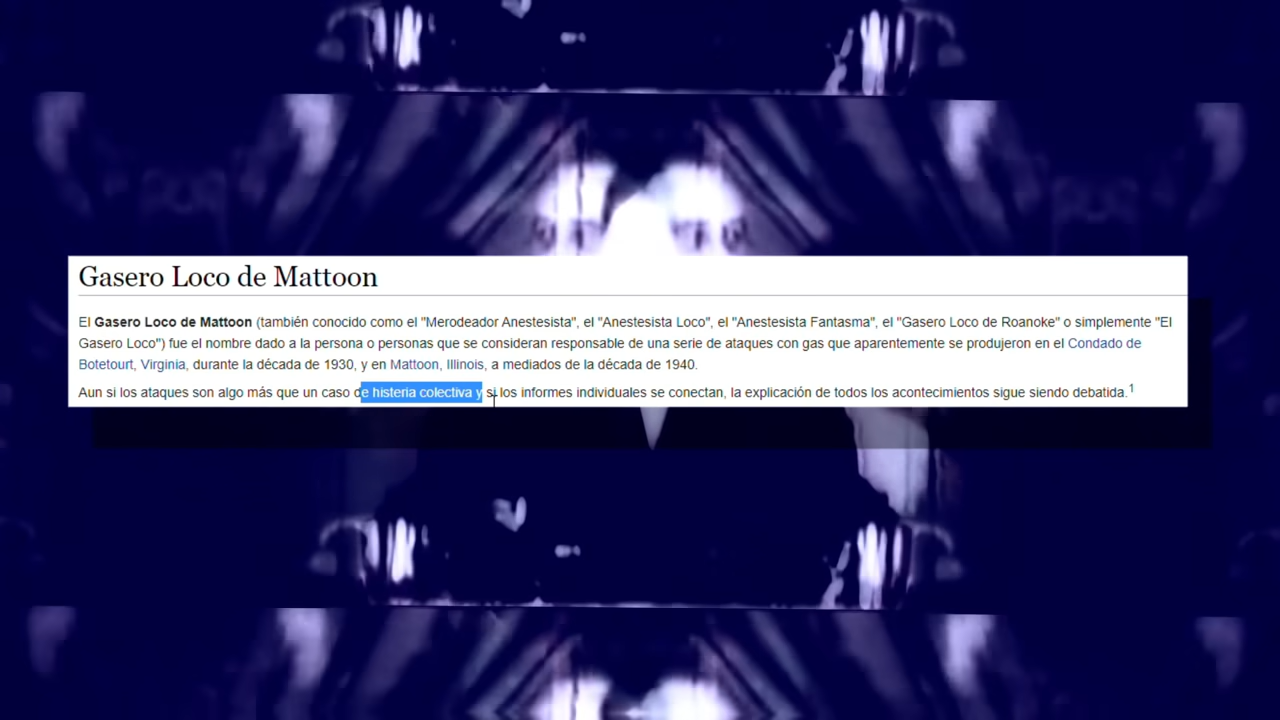 Gasero Loco de Mattoon
El Gasero Loco de Mattoon (también conocido como el "Merodeador Anestesista", el "Anestesista Loco", el "Anestesista Fantasma", el "Gasero Loco de Roanoke" o simplemente "El
Gasero Loco") fue el nombre dado a la persona o personas que se consideran responsable de una serie de ataques con gas que aparentemente se produjeron en el Condado de
Botetourt, Virginia, durante la década de 1930, y en Mattoon, Illinois, a mediados de la década de 1940.
Aun si los ataques son algo más que un caso de histeria colectiva y si los informes individuales se conectan, la explicación de todos los acontecimientos sigue siendo debatida.1